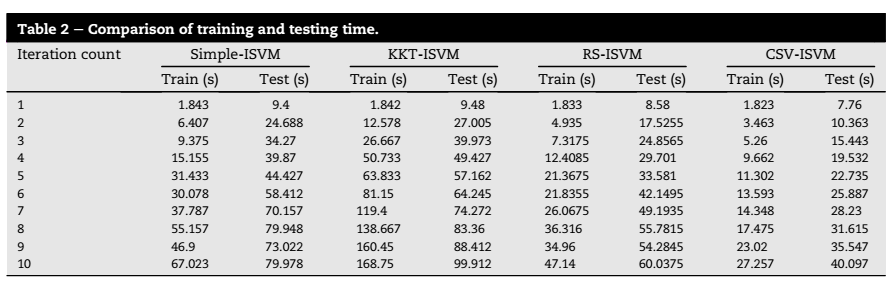 Table 2 – Comparison of training and testing time.
Iteration count Simple-ISVM KKT-ISVM RS-ISVM CSV-ISVM
Train (s) Test (s) Train (s) Test (s) Train (s) Test (s) Train (s) Test (s)
1 1.843 9.4 1.842 9.48 1.833 8.58 1.823 7.76
2 6.407 24.688 12.578 27.005 4.935 17.5255 3.463 10.363
3 9.375 34.27 26.667 39.973 7.3175 24.8565 5.26 15.443
4 15.155 39.87 50.733 49.427 12.4085 29.701 9.662 19.532
5 31.433 44.427 63.833 57.162 21.3675 33.581 11.302 22.735
6 30.078 58.412 81.15 64.245 21.8355 42.1495 13.593 25.887
7 37.787 70.157 119.4 74.272 26.0675 49.1935 14.348 28.23
8 55.157 79.948 138.667 83.36 36.316 55.7815 17.475 31.615
9 46.9 73.022 160.45 88.412 34.96 54.2845 23.02 35.547
10 67.023 79.978 168.75 99.912 47.14 60.0375 27.257 40.097